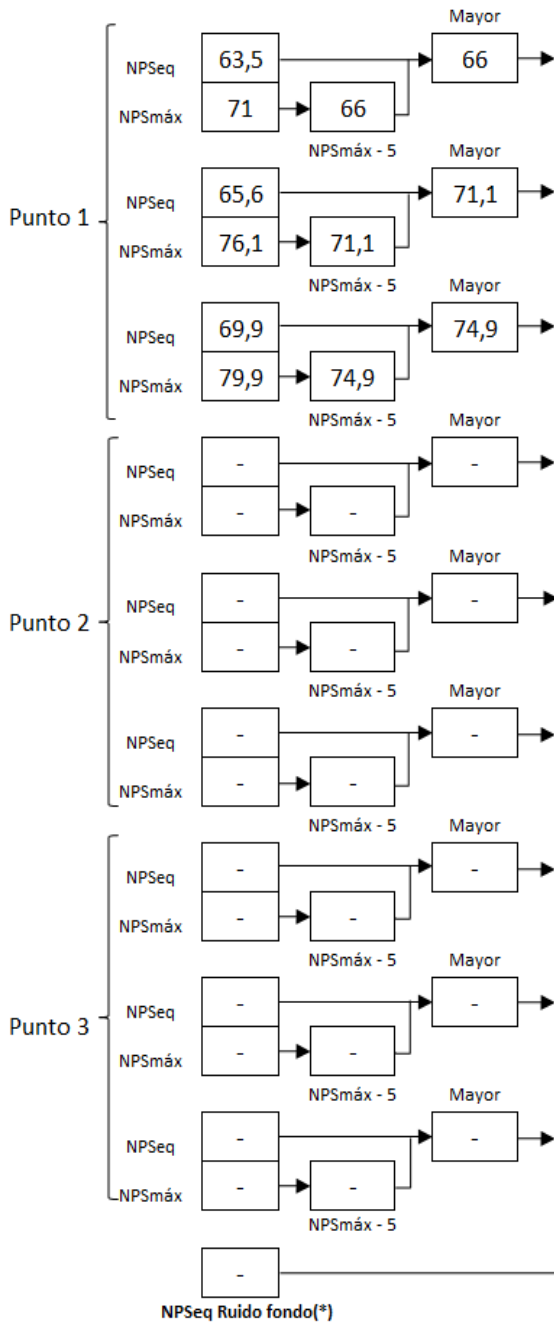 Mayor
NPSeq 63,5 66
NPSmáx 71 66
NPSmáx - 5 Mayor
Punto 1
NPSeq 65,6 71,1
NPSmáx 76,1 71,1
NPSmáx - 5 Mayor
NPSeq 69,9 74,9
NPSmáx 79,9 74,9
NPSmáx - 5 Mayor
NPSeq - -
NPSmáx - -
NPSmáx - 5 Mayor
Punto 2
NPSeq - -
NPSmáx - -
NPSmáx - 5 Mayor
NPSeq - -
NPSmáx - -
NPSmáx - 5 Mayor
NPSeq - -
NPSmáx - -
NPSmáx - 5 Mayor
Punto 3
NPSeq - -
NPSmáx - -
NPSmáx - 5 Mayor
NPSeq - -
NPSmáx - -
NPSmáx - 5
-
NPSeq Ruido fondo(*)